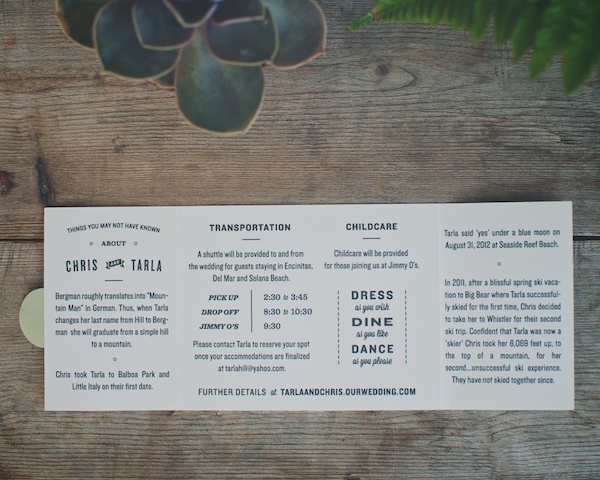 THINGS YOU MAY NOT HAVE KNOWN
ABOUT
CHRIS AND TARLA
Bergman roughly translates into "Moun-
tain Man" in German. Thus, when Tarla
changes her last name from Hill to Berg-
man she will graduate from a simple hill
to a mountain.
Chris took Tarla to Balboa Park and
Little Italy on their first date.
TRANSPORTATION
A shuttle will be provided to and from
the wedding for guests staying in Encinitas,
Del Mar and Solana Beach.
PICK UP 2:30 & 3:45
DROP OFF 8:30 & 10:30
JIMMY O'S 9:30
Please contact Tarla to reserve your spot
once your accommodations are finalized
at tarlahill@yahoo.com.
CHILDCARE
Childcare will be provided
for those joining us at Jimmy O's.
DRESS
as you wish
DINE
as you like
DANCE
as you please
FURTHER DETAILS at TARLAANDCHRIS.OURWEDDING.COM
Tarla said 'yes' under a blue moon on
August 31, 2012 at Seaside Reef Beach.
In 2011, after a blissful spring ski vaca-
tion to Big Bear where Tarla successful-
ly skied for the first time, Chris decided
to take her to Whistler for their second
ski trip. Confident that Tarla was now a
'skier' Chris took her 6,069 feet up, to
the top of a mountain, for her
second...unsuccessful ski experience.
They have not skied together since.